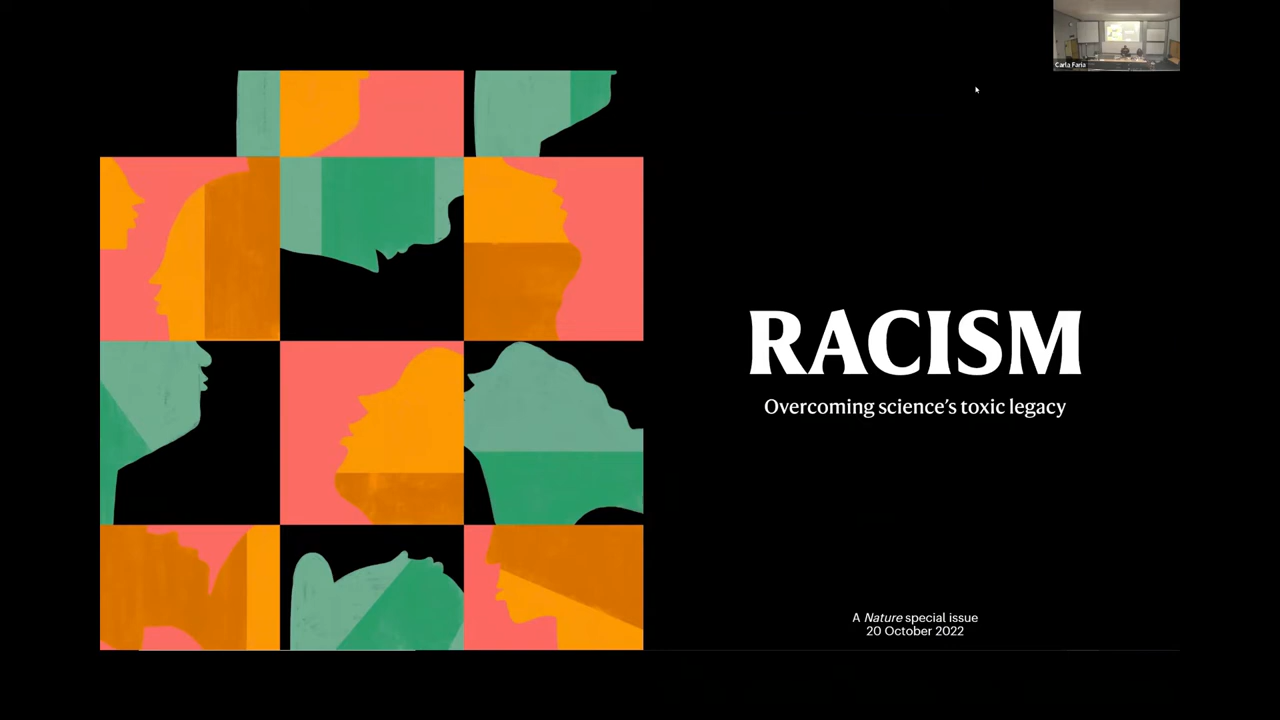 Carla Faria
RACISM
Overcoming science's toxic legacy
A Nature special issue
20 October 2022